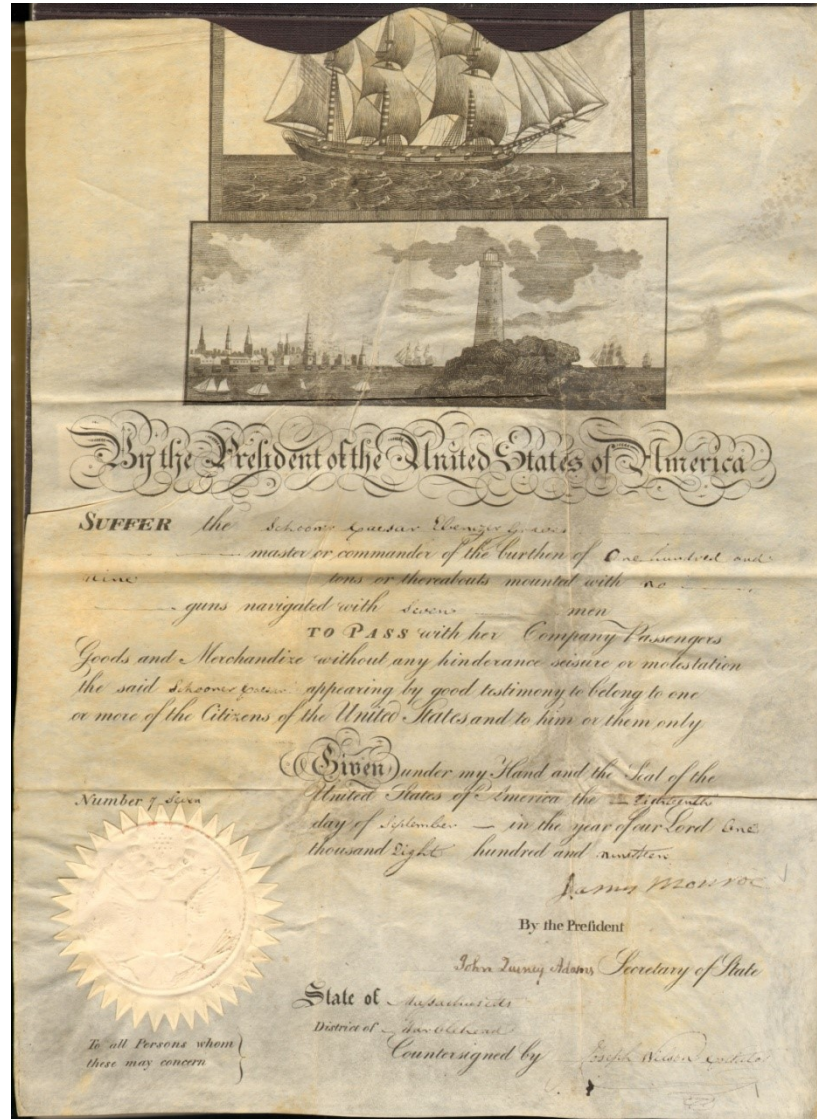 By the President of the United States of America
SUFFER the Schooner Ebenezer Graves
master or commander of the burthen of One hundred and
nine tons or thereabouts mounted with no
guns navigated with Seven men
TO PASS with her Company Passengers
Goods and Merchandize without any hinderance seisure or molestation
the said Schooner appearing by good testimony to belong to one
or more of the Citizens of the United States and to him or them only
Given under my Hand and the Seal of the
United States of America the Eighteenth
day of September in the year of our Lord One
thousand Eight hundred and nineteen
Number 7 Seven
James Monroe
By the President
John Quincy Adams Secretary of State
State of Massachusetts
District of Marblehead
Countersigned by Joseph Wilson
To all Persons whom
these may concern